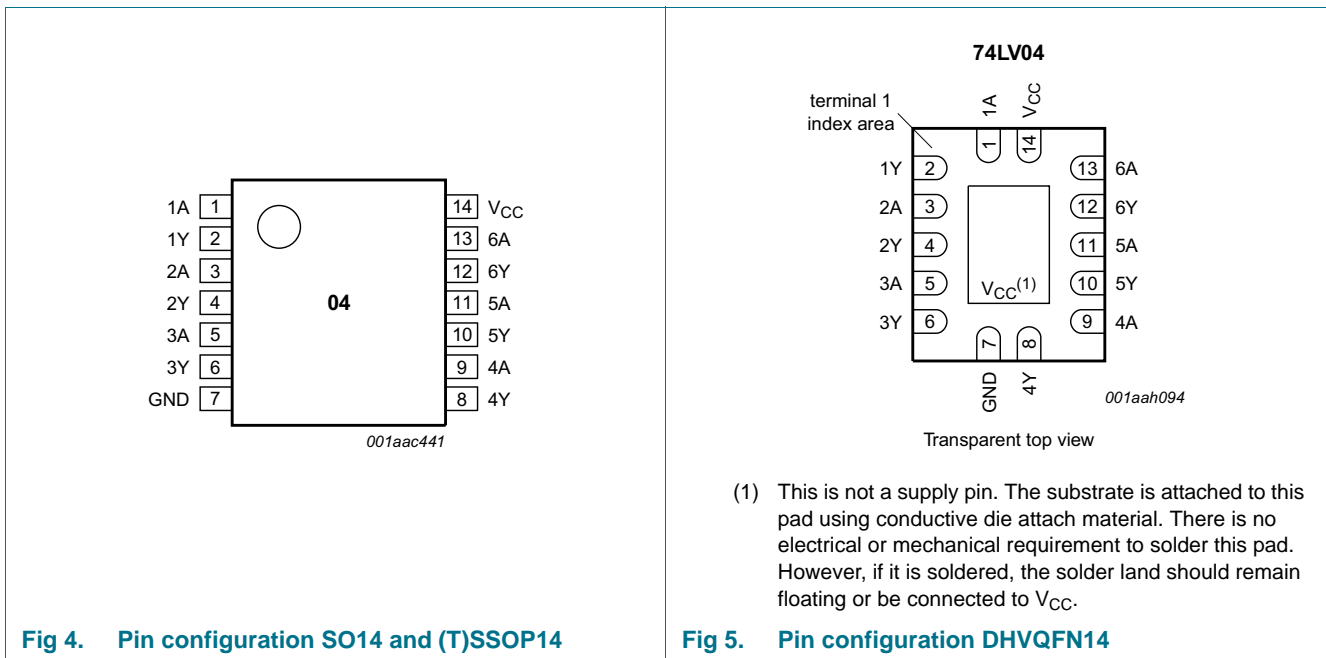 1A 1
1Y 2
2A 3
2Y 4
3A 5
3Y 6
GND 7
04
14 VCC
13 6A
12 6Y
11 5A
10 5Y
9 4A
8 4Y
001aac441
Fig 4. Pin configuration SO14 and (T)SSOP14
74LV04
terminal 1
index area
1A
VCC
1
14
1Y 2
2A 3
2Y 4
3A 5
3Y 6
13 6A
12 6Y
11 5A
10 5Y
9 4A
VCC(1)
7
8
GND
4Y
001aah094
Transparent top view
(1) This is not a supply pin. The substrate is attached to this
pad using conductive die attach material. There is no
electrical or mechanical requirement to solder this pad.
However, if it is soldered, the solder land should remain
floating or be connected to VCC.
Fig 5. Pin configuration DHVQFN14